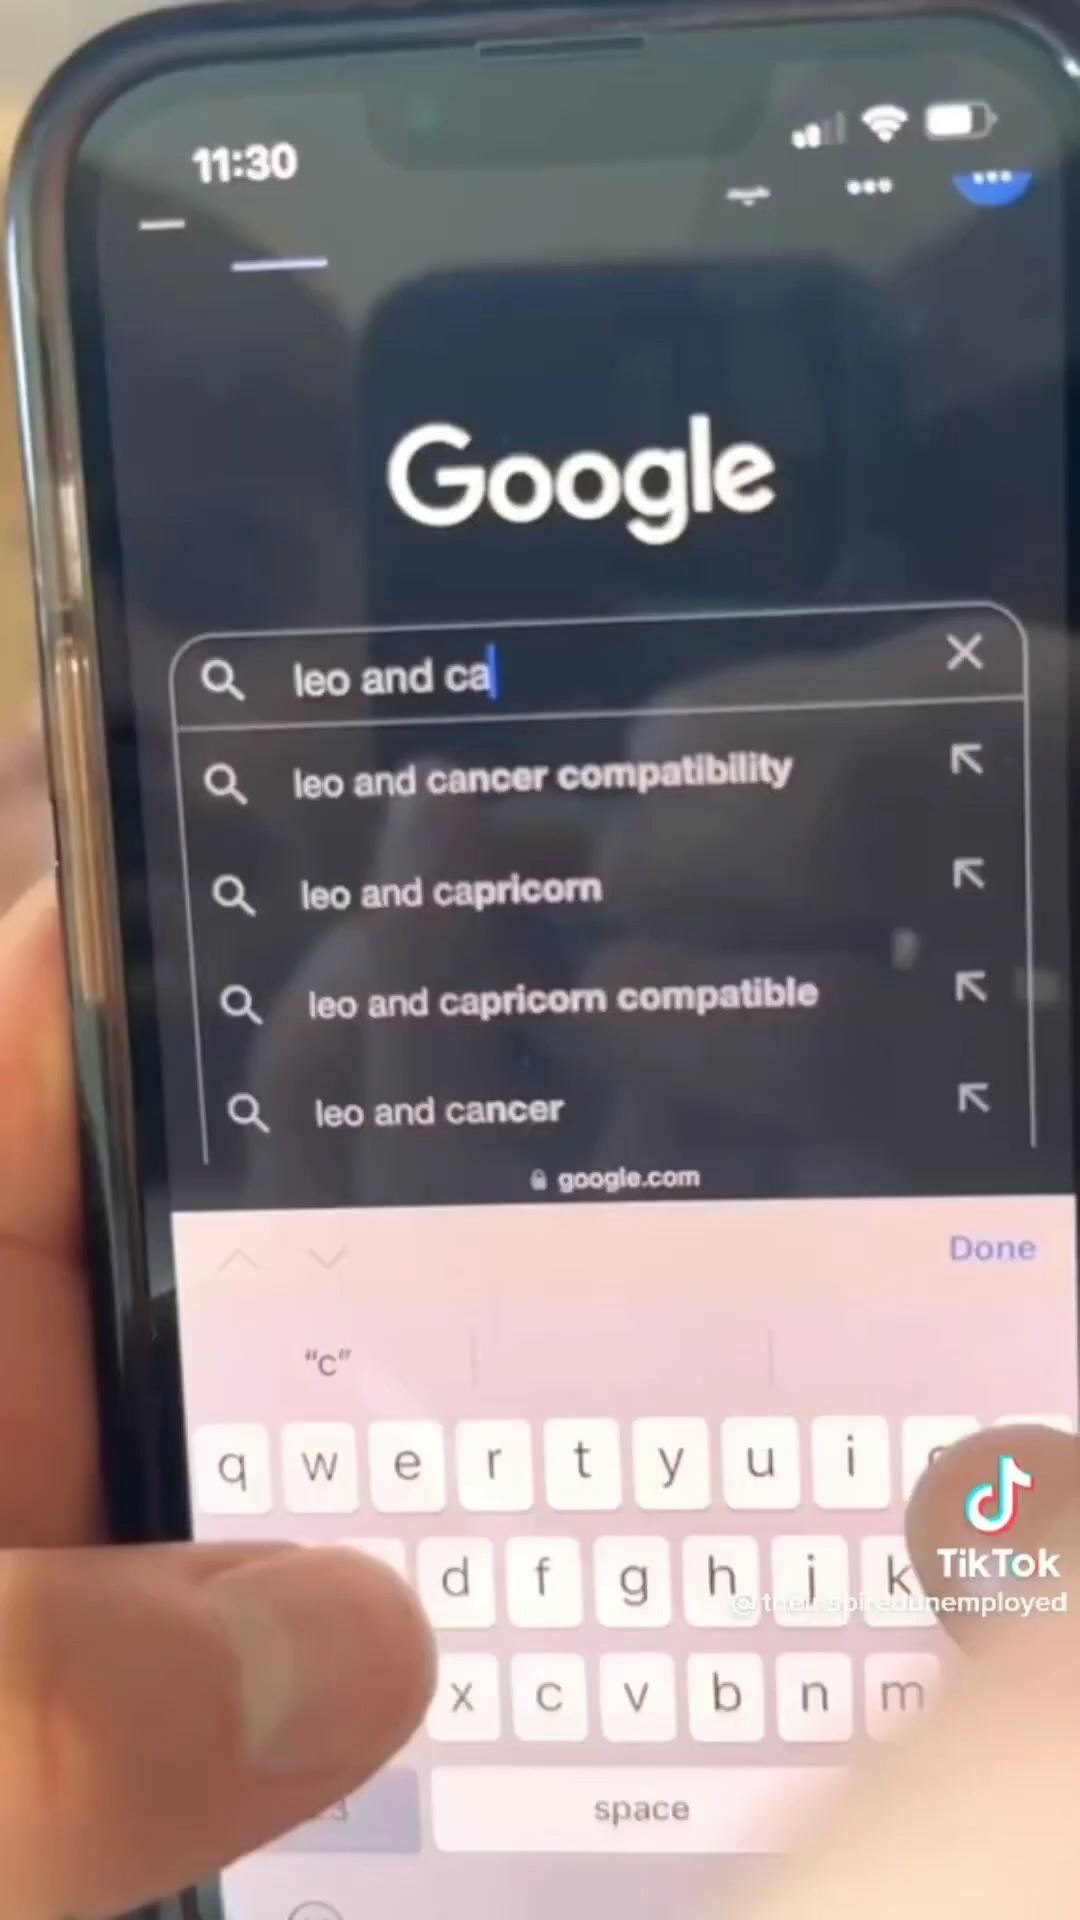 11:30
Google
leo and ca
leo and cancer compatibility
leo and capricorn
leo and capricorn compatible
leo and cancer
google.com
Done
“c”
q w e r t y u i
d f g h j k
TikTok
@theinspiredunemployed
x c v b n m
space